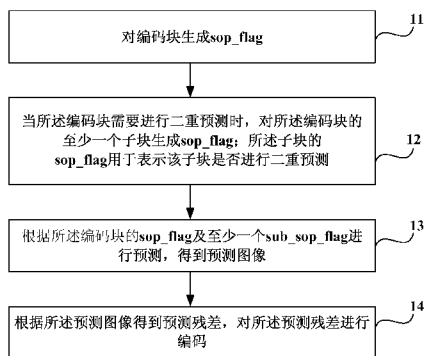 对编码块生成sop_flag
11
当所述编码块需要进行二重预测时，对所述编码块的
至少一个子块生成sop_flag；所述子块的
sop_flag用于表示该子块是否进行二重预测
12
根据所述编码块的sop_flag及至少一个sub_sop_flag进
行预测，得到预测图像
13
根据所述预测图像得到预测残差，对所述预测残差进行
编码
14